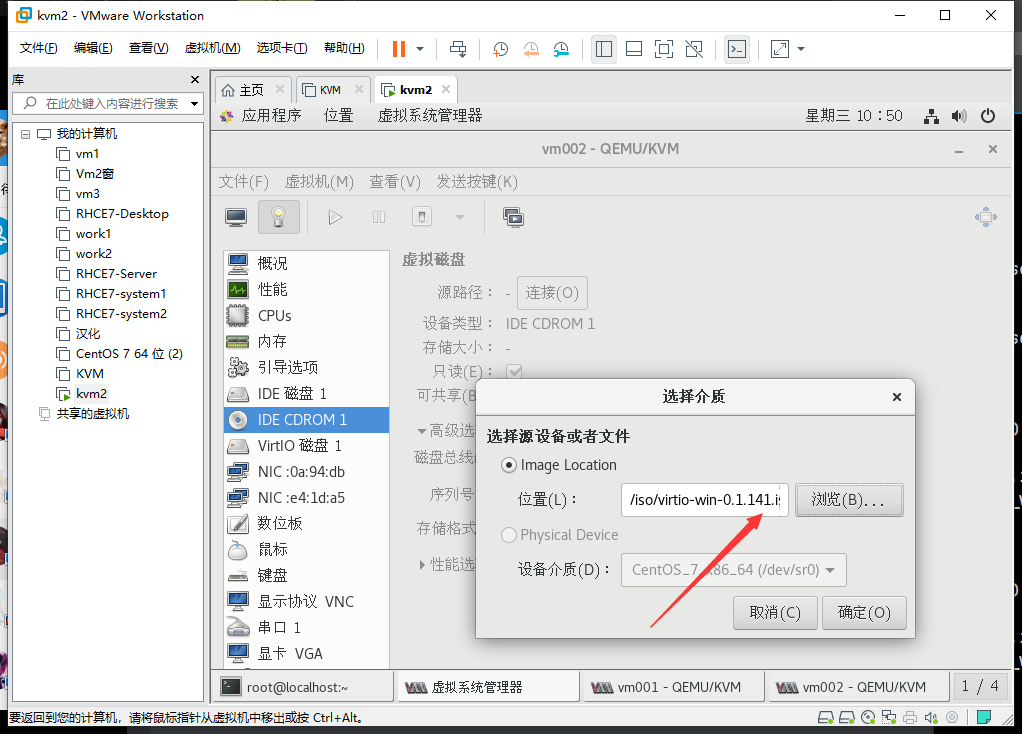 kvm2 - VMware Workstation
文件(F) 编辑(E) 查看(V) 虚拟机(M) 选项卡(T) 帮助(H)
库
在此处键入内容进行搜索
我的计算机
vm1
Vm2窗
vm3
RHCE7-Desktop
work1
work2
RHCE7-Server
RHCE7-system1
RHCE7-system2
汉化
CentOS 7 64 位 (2)
KVM
kvm2
共享的虚拟机
主页 KVM kvm2
应用程序 位置 虚拟系统管理器 星期三 10:50
vm002 - QEMU/KVM
文件(F) 虚拟机(M) 查看(V) 发送按键(K)
概况
性能
CPUs
内存
引导选项
IDE 磁盘 1
IDE CDROM 1
VirtIO 磁盘 1
NIC :0a:94:db
NIC :e4:1d:a5
数位板
鼠标
键盘
显示协议 VNC
串口 1
显卡 VGA
虚拟磁盘
源路径: - 连接(O)
设备类型: IDE CDROM 1
存储大小: -
只读(E):
可共享(
高级选
磁盘总线
序列号
存储格式
性能选
选择介质
选择源设备或者文件
Image Location
位置(L): /iso/virtio-win-0.1.141.i 浏览(B)...
Physical Device
设备介质(D): CentOS_7_x86_64 (/dev/sr0)
取消(C) 确定(O)
root@localhost:~ 虚拟系统管理器 vm001 - QEMU/KVM vm002 - QEMU/KVM 1 / 4
要返回到您的计算机，请将鼠标指针从虚拟机中移出或按 Ctrl+Alt。